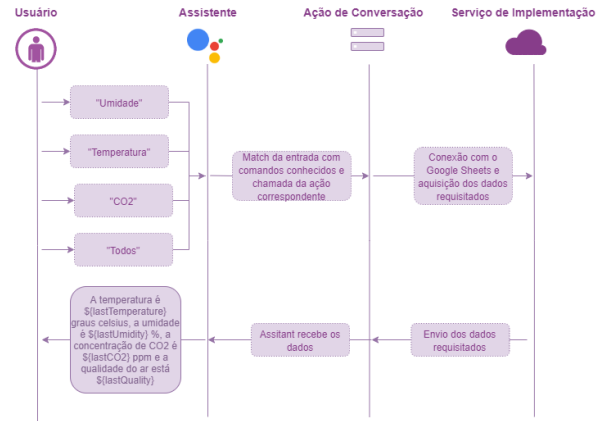 Usuário
Assistente
Ação de Conversação
Serviço de Implementação
"Umidade"
"Temperatura"
"CO2"
"Todos"
Match da entrada com
comandos conhecidos e
chamada da ação
correspondente
Conexão com o
Google Sheets e
aquisição dos dados
requisitados
A temperatura é
${lastTemperature}
graus celsius, a umidade
é ${lastUmidity} %, a
concentração de CO2 é
${lastCO2} ppm e a
qualidade do ar está
${lastQuality}
Assitant recebe os
dados
Envio dos dados
requisitados